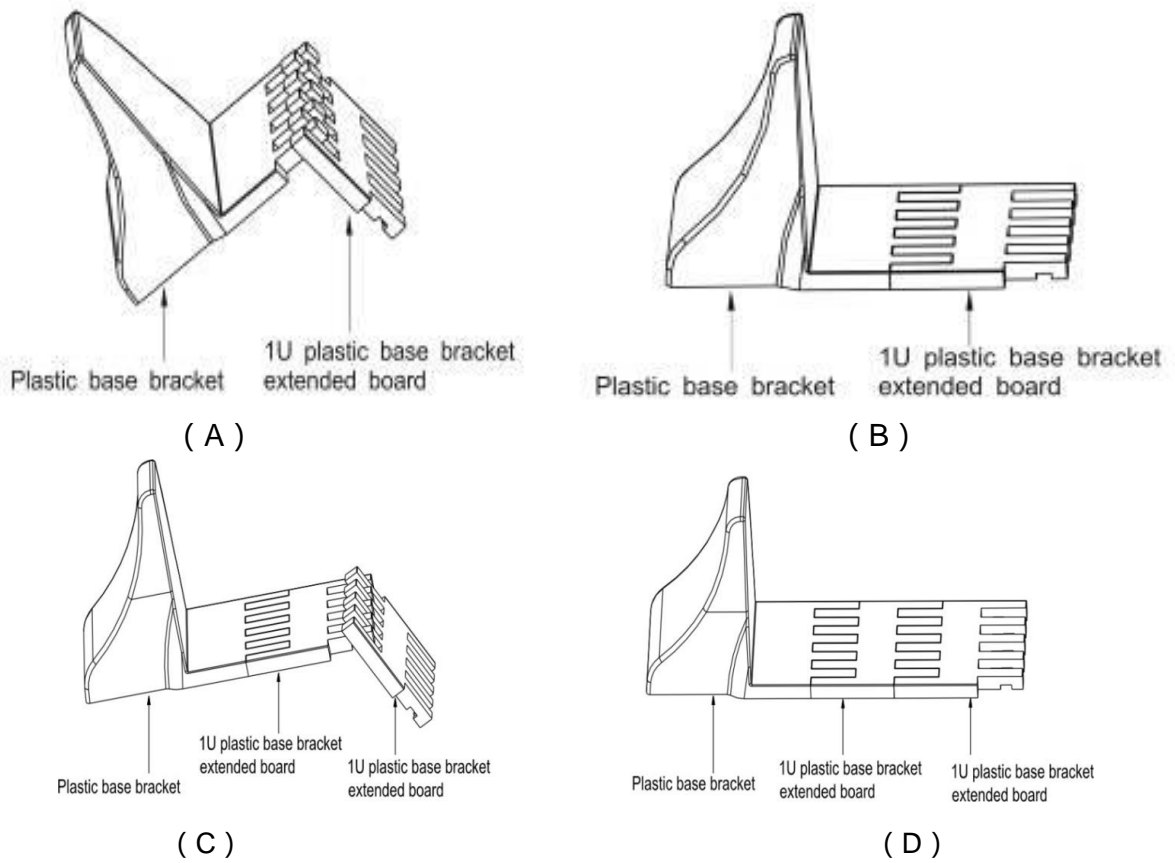 Plastic base bracket
1U plastic base bracket
extended board
( A )
Plastic base bracket
1U plastic base bracket
extended board
( B )
Plastic base bracket
1U plastic base bracket
extended board
1U plastic base bracket
extended board
( C )
Plastic base bracket
1U plastic base bracket
extended board
1U plastic base bracket
extended board
( D )